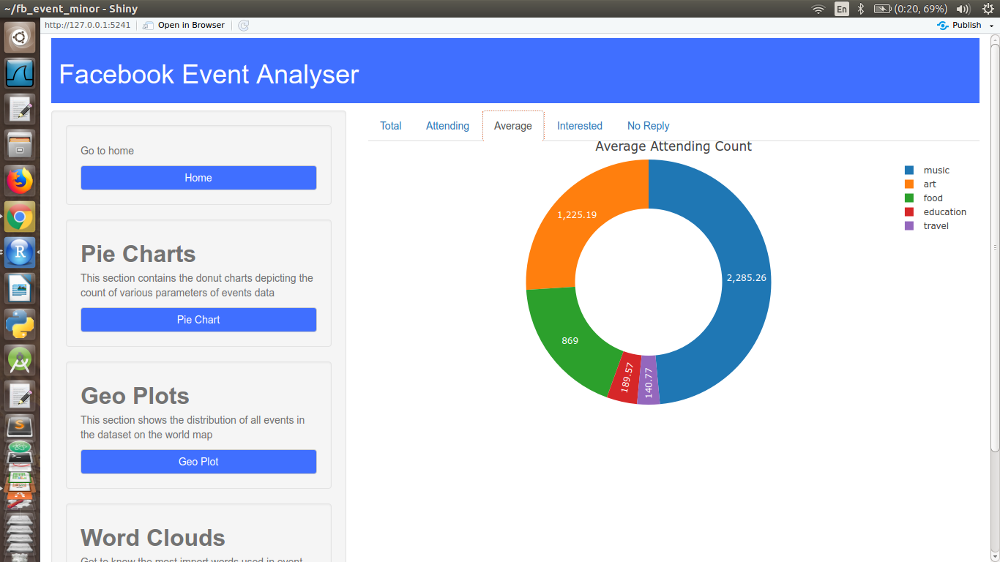 ~/fb_event_minor - Shiny
En
(0:20, 69%)
http://127.0.0.1:5241
Open in Browser
Publish
Facebook Event Analyser
Go to home
Home
Pie Charts
This section contains the donut charts depicting the
count of various parameters of events data
Pie Chart
Geo Plots
This section shows the distribution of all events in
the dataset on the world map
Geo Plot
Word Clouds
Get to know the most import words used in event
Total
Attending
Average
Interested
No Reply
Average Attending Count
1,225.19
2,285.26
869
189.57
140.77
music
art
food
education
travel